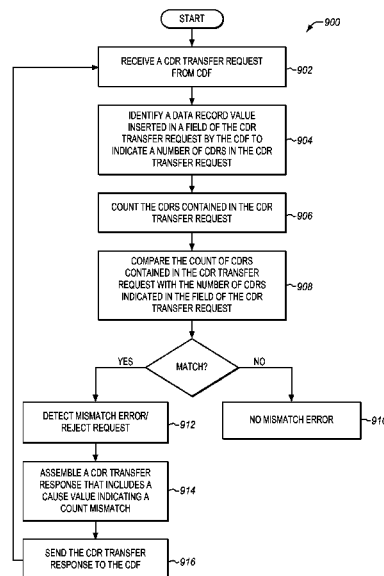 START
900
RECEIVE A CDR TRANSFER REQUEST
FROM CDF
902
IDENTIFY A DATA RECORD VALUE
INSERTED IN A FIELD OF THE CDR
TRANSFER REQUEST BY THE CDF TO
INDICATE A NUMBER OF CDRS IN THE CDR
TRANSFER REQUEST
904
COUNT THE CDRS CONTAINED IN THE CDR
TRANSFER REQUEST
906
COMPARE THE COUNT OF CDRS
CONTAINED IN THE CDR TRANSFER
REQUEST WITH THE NUMBER OF CDRS
INDICATED IN THE FIELD OF THE CDR
TRANSFER REQUEST
908
MATCH?
YES
NO
DETECT MISMATCH ERROR/
REJECT REQUEST
912
NO MISMATCH ERROR
910
ASSEMBLE A CDR TRANSFER
RESPONSE THAT INCLUDES A
CAUSE VALUE INDICATING A
COUNT MISMATCH
914
SEND THE CDR TRANSFER
RESPONSE TO THE CDF
916